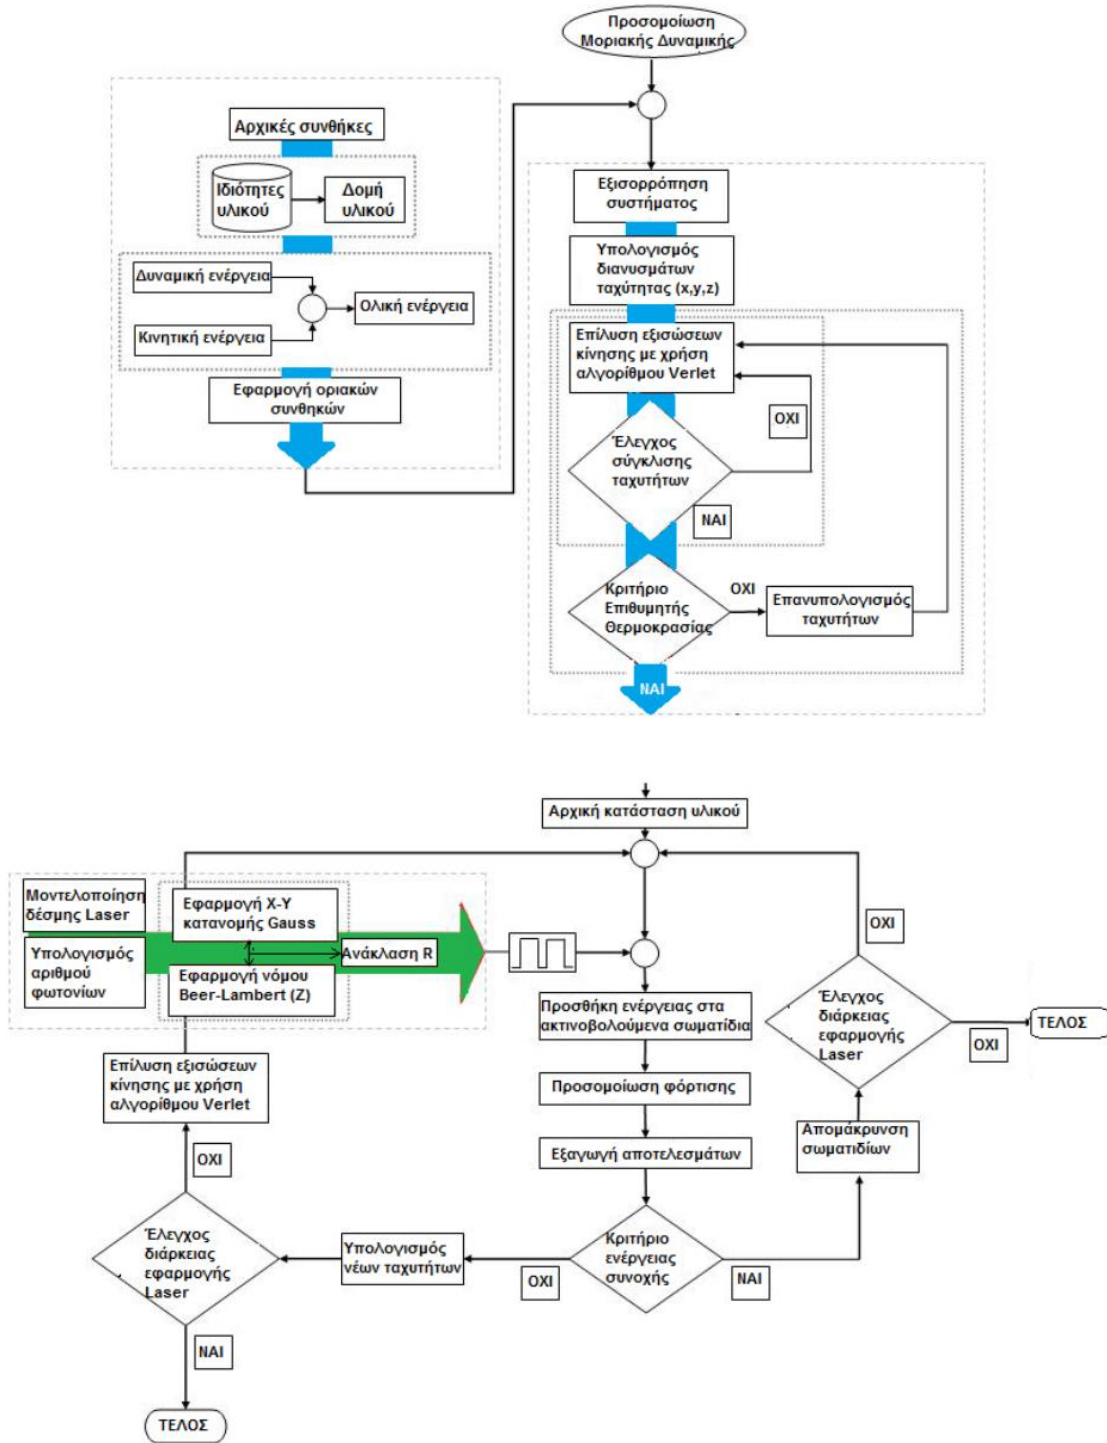 Προσομοίωση
Μοριακής Δυναμικής
Αρχικές συνθήκες
Ιδιότητες
υλικού
Δομή
υλικού
Δυναμική ενέργεια
Κινητική ενέργεια
Ολική ενέργεια
Εφαρμογή οριακών
συνθηκών
Εξισορρόπηση
συστήματος
Υπολογισμός
διανυσμάτων
ταχύτητας (x,y,z)
Επίλυση εξισώσεων
κίνησης με χρήση
αλγορίθμου Verlet
ΟΧΙ
Έλεγχος
σύγκλισης
ταχυτήτων
ΝΑΙ
Κριτήριο
Επιθυμητής
Θερμοκρασίας
ΟΧΙ
Επανυπολογισμός
ταχυτήτων
ΝΑΙ
Αρχική κατάσταση υλικού
Μοντελοποίηση
δέσμης Laser
Υπολογισμός
αριθμού
φωτονίων
Εφαρμογή X-Y
κατανομής Gauss
Ανάκλαση R
Εφαρμογή νόμου
Beer-Lambert (Z)
Προσθήκη ενέργειας στα
ακτινοβολούμενα σωματίδια
Προσομοίωση φόρτισης
Εξαγωγή αποτελεσμάτων
Κριτήριο
ενέργειας
συνοχής
ΟΧΙ
ΝΑΙ
Απομάκρυνση
σωματιδίων
Έλεγχος
διάρκειας
εφαρμογής
Laser
ΟΧΙ
ΟΧΙ
ΤΕΛΟΣ
Υπολογισμός
νέων ταχυτήτων
Έλεγχος
διάρκειας
εφαρμογής
Laser
ΟΧΙ
Επίλυση εξισώσεων
κίνησης με χρήση
αλγορίθμου Verlet
ΝΑΙ
ΤΕΛΟΣ